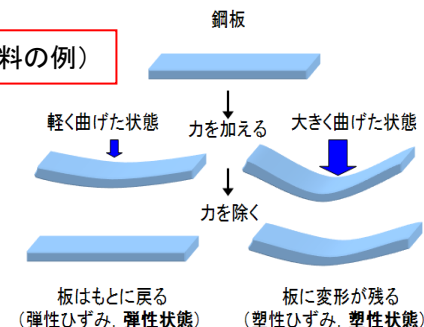 鋼板
料の例）
軽く曲げた状態
力を加える
大きく曲げた状態
力を除く
板はもとに戻る
（弾性ひずみ，弾性状態）
板に変形が残る
（塑性ひずみ，塑性状態）